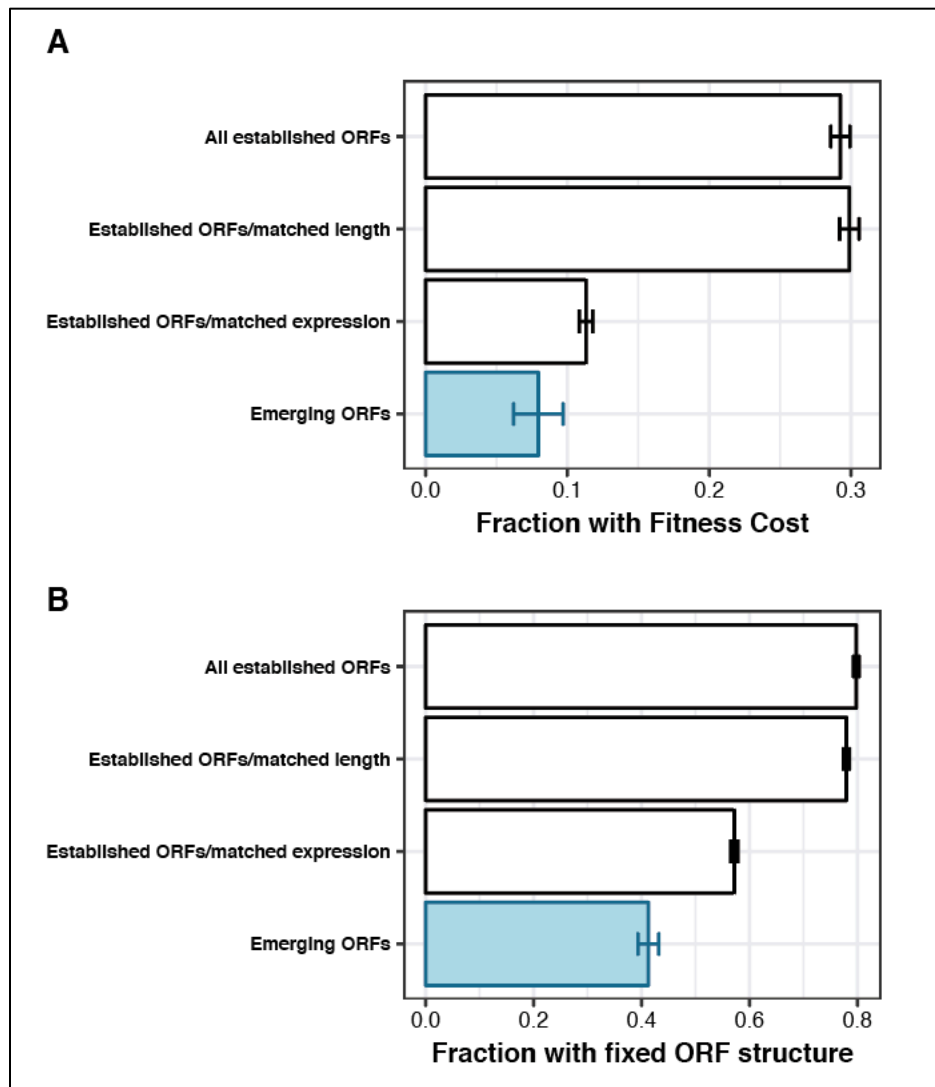 A
All established ORFs
Established ORFs/matched length
Established ORFs/matched expression
Emerging ORFs
0.0 0.1 0.2 0.3
Fraction with Fitness Cost
B
All established ORFs
Established ORFs/matched length
Established ORFs/matched expression
Emerging ORFs
0.0 0.2 0.4 0.6 0.8
Fraction with fixed ORF structure